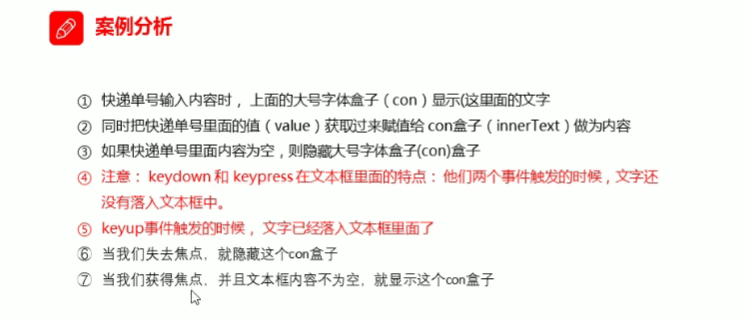 案例分析
① 快递单号输入内容时，上面的大号字体盒子（con）显示(这里面的文字
② 同时把快递单号里面的值（value）获取过来赋值给 con盒子（innerText）做为内容
③ 如果快递单号里面内容为空，则隐藏大号字体盒子(con)盒子
④ 注意：keydown 和 keypress 在文本框里面的特点：他们两个事件触发的时候，文字还
没有落入文本框中。
⑤ keyup事件触发的时候，文字已经落入文本框里面了
⑥ 当我们失去焦点，就隐藏这个con盒子
⑦ 当我们获得焦点，并且文本框内容不为空，就显示这个con盒子